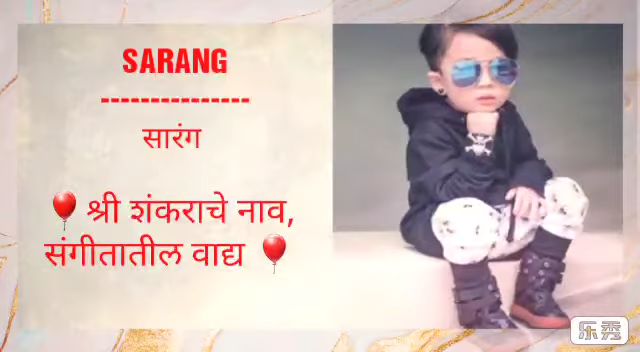 SARANG
---------------
सारंग
🎈श्री शंकराचे नाव,
संगीतातील वाद्य 🎈
乐秀